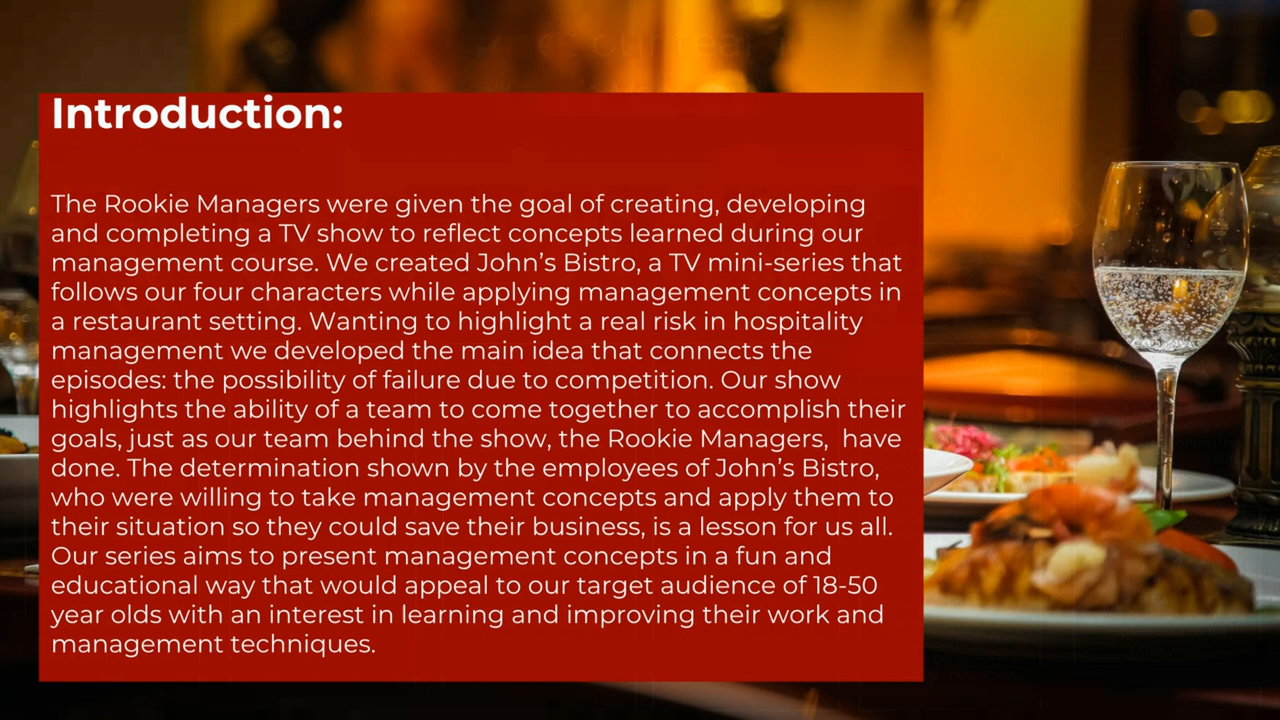 Introduction:
The Rookie Managers were given the goal of creating, developing
and completing a TV show to reflect concepts learned during our
management course. We created John’s Bistro, a TV mini-series that
follows our four characters while applying management concepts in
a restaurant setting. Wanting to highlight a real risk in hospitality
management we developed the main idea that connects the
episodes: the possibility of failure due to competition. Our show
highlights the ability of a team to come together to accomplish their
goals, just as our team behind the show, the Rookie Managers,  have
done. The determination shown by the employees of John’s Bistro,
who were willing to take management concepts and apply them to
their situation so they could save their business, is a lesson for us all.
Our series aims to present management concepts in a fun and
educational way that would appeal to our target audience of 18-50
year olds with an interest in learning and improving their work and
management techniques.